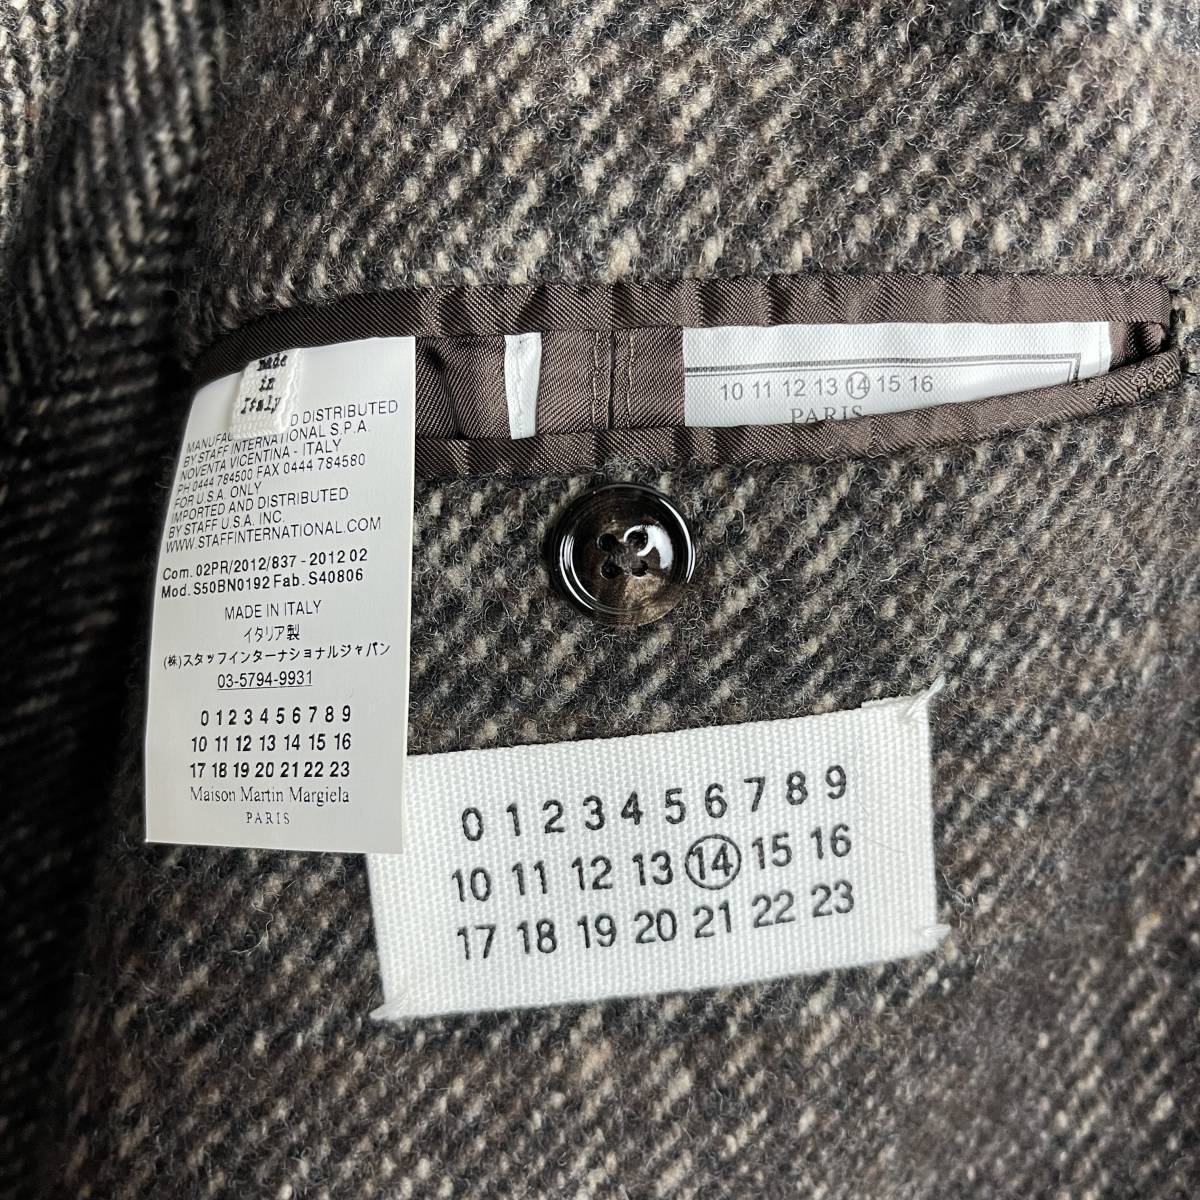 made
in
Italy
MANUFAC D DISTRIBUTED
BY STAFF INTERNATIONAL S.P.A.
NOVENTA VICENTINA - ITALY
PH 0444 784500 FAX 0444 784580
FOR U.S.A. ONLY
IMPORTED AND DISTRIBUTED
BY STAFF U.S.A. INC.
WWW.STAFFINTERNATIONAL.COM
Com. 02PR/2012/837 - 2012 02
Mod. S50BN0192 Fab. S40806
MADE IN ITALY
イタリア製
(株)スタッフインターナショナルジャパン
03-5794-9931
0 1 2 3 4 5 6 7 8 9
10 11 12 13 14 15 16
17 18 19 20 21 22 23
Maison Martin Margiela
PARIS
10 11 12 13 14 15 16
PARIS
0 1 2 3 4 5 6 7 8 9
10 11 12 13 14 15 16
17 18 19 20 21 22 23